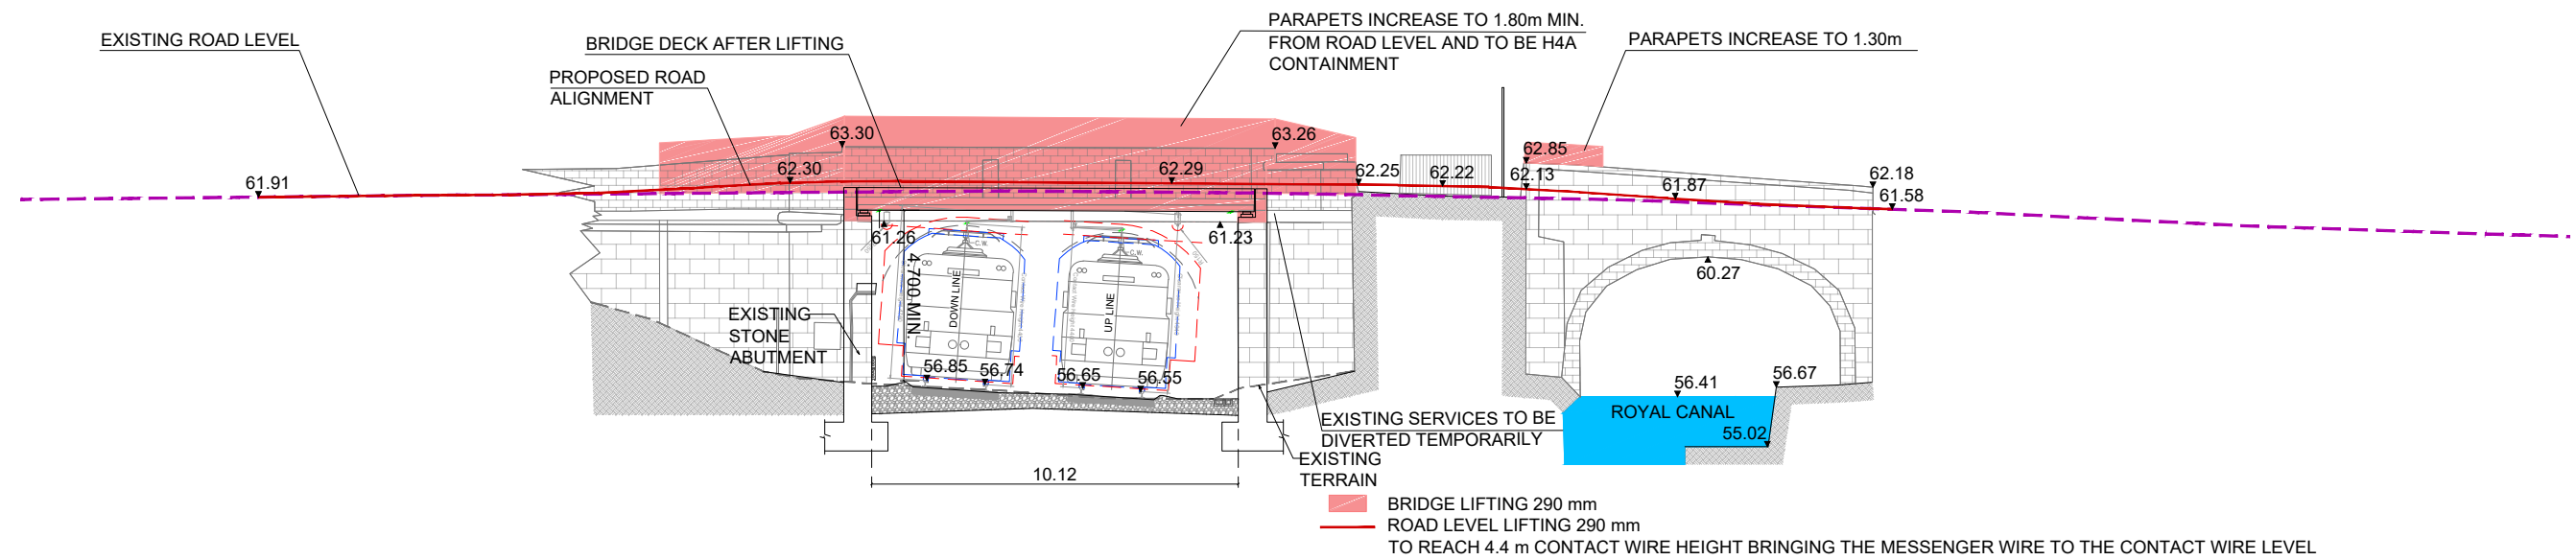 PARAPETS INCREASE TO 1.80m MIN.
FROM ROAD LEVEL AND TO BE H4A
CONTAINMENT
PARAPETS INCREASE TO 1.30m
EXISTING ROAD LEVEL
BRIDGE DECK AFTER LIFTING
PROPOSED ROAD
ALIGNMENT
63.30
63.26
62.85
61.91
62.30
62.29
62.25
62.22
62.13
61.87
62.18
61.58
61.26
61.23
C.W.
C.W.
4.700 MIN.
DOWN LINE
UP LINE
60.27
EXISTING
STONE
ABUTMENT
56.85
56.74
56.65
56.55
56.41
56.67
ROYAL CANAL
55.02
EXISTING SERVICES TO BE
DIVERTED TEMPORARILY
EXISTING
TERRAIN
10.12
BRIDGE LIFTING 290 mm
ROAD LEVEL LIFTING 290 mm
TO REACH 4.4 m CONTACT WIRE HEIGHT BRINGING THE MESSENGER WIRE TO THE CONTACT WIRE LEVEL